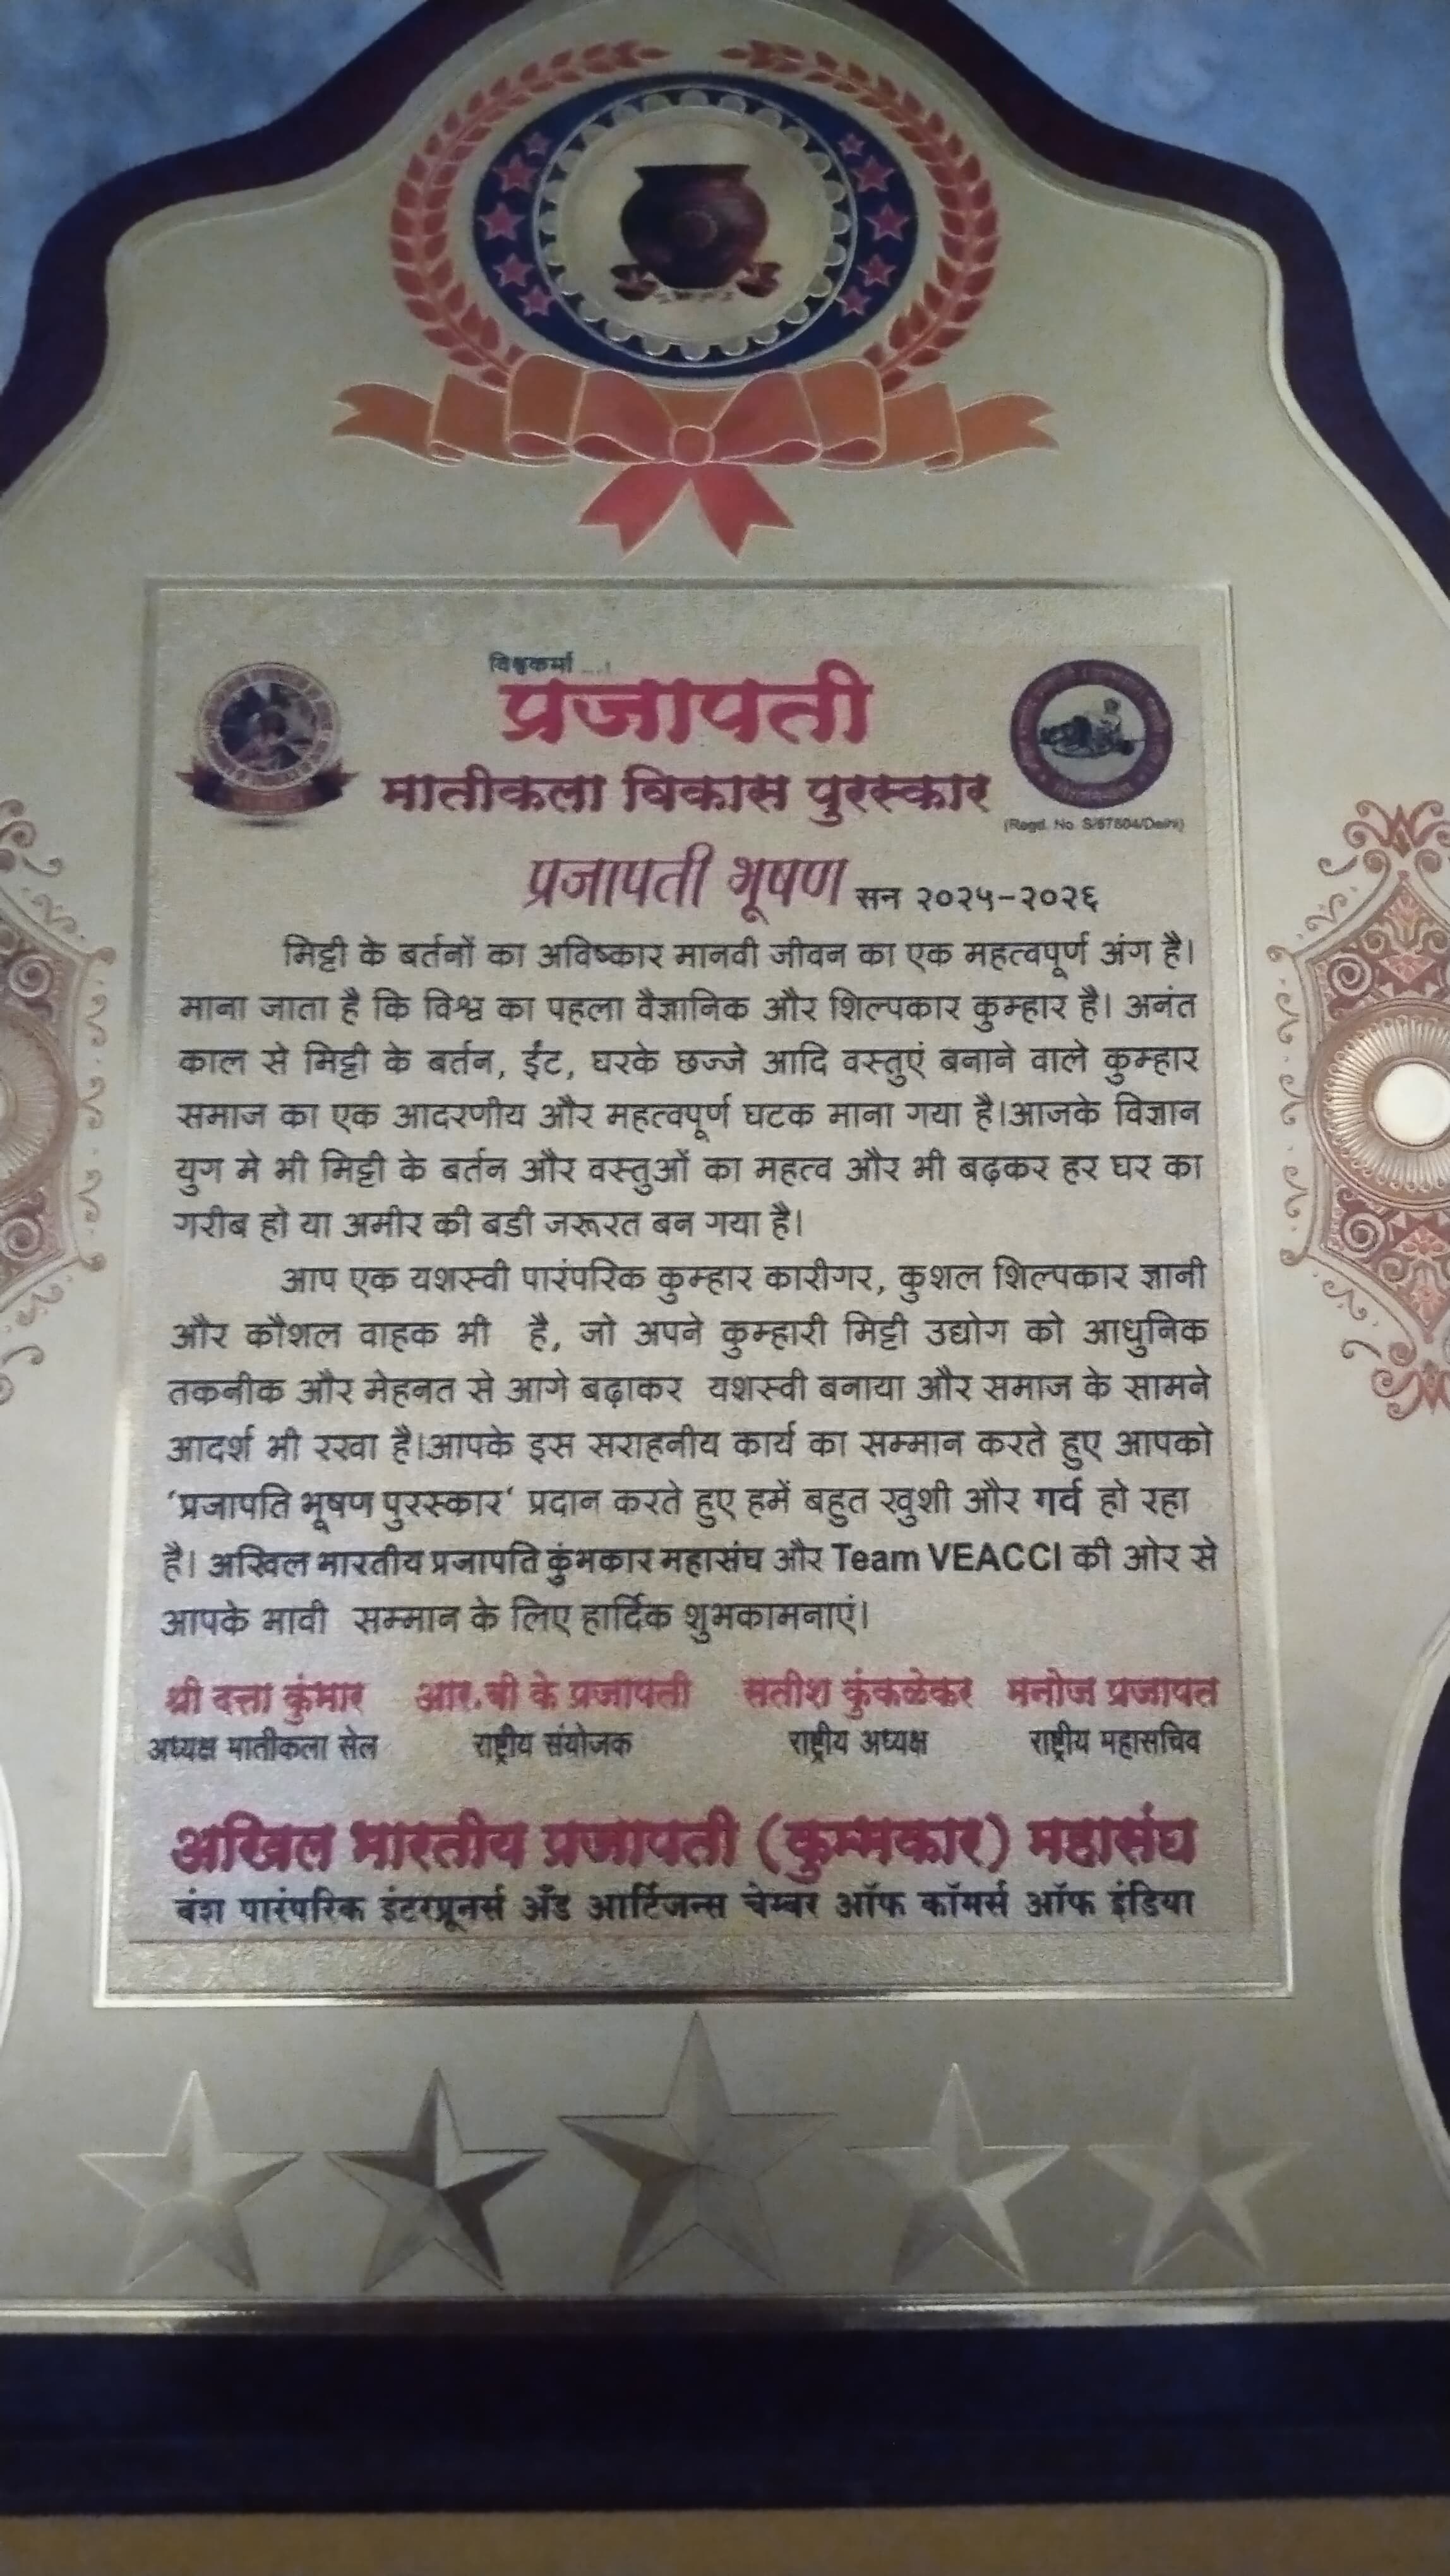 विश्वकर्मा ...!
प्रजापती
मातीकला विकास पुरस्कार
(Regd. No. S/67504/Delhi)
प्रजापती भूषण सन २०२५-२०२६
मिट्टी के बर्तनों का अविष्कार मानवी जीवन का एक महत्वपूर्ण अंग है।
माना जाता है कि विश्व का पहला वैज्ञानिक और शिल्पकार कुम्हार है। अनंत
काल से मिट्टी के बर्तन, ईंट, घरके छज्जे आदि वस्तुएं बनाने वाले कुम्हार
समाज का एक आदरणीय और महत्वपूर्ण घटक माना गया है।आजके विज्ञान
युग मे भी मिट्टी के बर्तन और वस्तुओं का महत्व और भी बढ़कर हर घर का
गरीब हो या अमीर की बडी जरूरत बन गया है।
आप एक यशस्वी पारंपरिक कुम्हार कारीगर, कुशल शिल्पकार ज्ञानी
और कौशल वाहक भी है, जो अपने कुम्हारी मिट्टी उद्योग को आधुनिक
तकनीक और मेहनत से आगे बढ़ाकर यशस्वी बनाया और समाज के सामने
आदर्श भी रखा है।आपके इस सराहनीय कार्य का सम्मान करते हुए आपको
‘प्रजापति भूषण पुरस्कार‘ प्रदान करते हुए हमें बहुत खुशी और गर्व हो रहा
है। अखिल भारतीय प्रजापति कुंभकार महासंघ और Team VEACCI की ओर से
आपके भावी सम्मान के लिए हार्दिक शुभकामनाएं।
श्री दत्ता कुंभार आर.बी के प्रजापती सतीश कुंकळेकर मनोज प्रजापत
अध्यक्ष मातीकला सेल राष्ट्रीय संयोजक राष्ट्रीय अध्यक्ष राष्ट्रीय महासचिव
अखिल भारतीय प्रजापती (कुम्भकार) महासंघ
वंश पारंपरिक इंटरप्रूनर्स अँड आर्टिजन्स चेम्बर ऑफ कॉमर्स ऑफ इंडिया